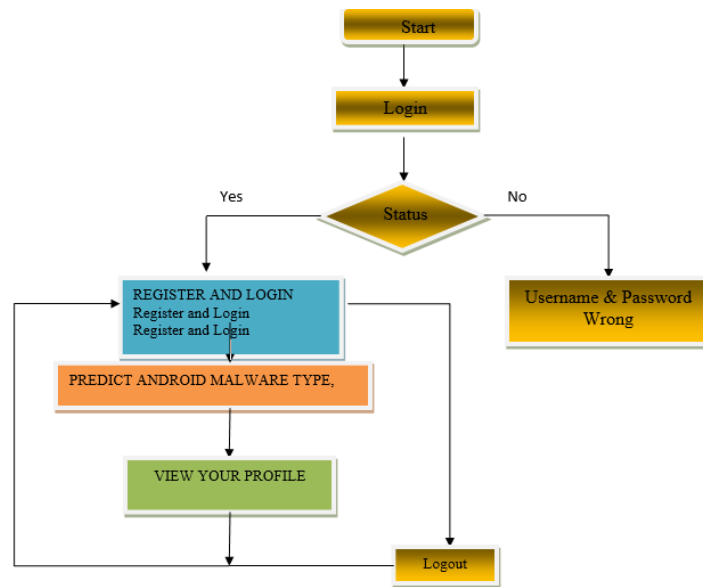 Start
Login
Status
Yes
No
REGISTER AND LOGIN
Register and Login
Register and Login
Username & Password
Wrong
PREDICT ANDROID MALWARE TYPE,
VIEW YOUR PROFILE
Logout